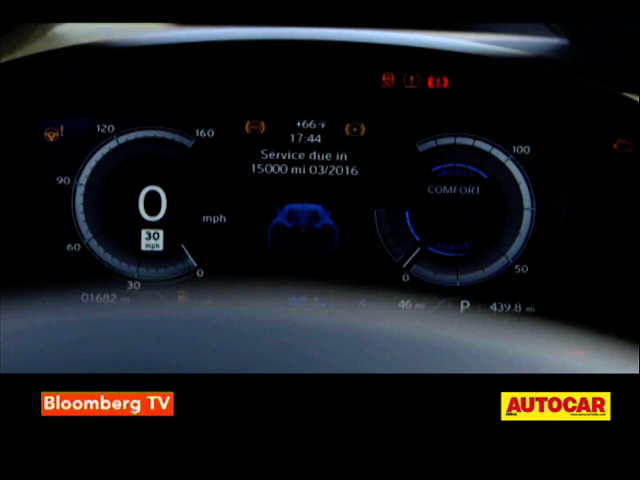 +66°F
17:44
Service due in
15000 mi 03/2016
120
160
90
0
mph
30
mph
60
30
0
01682 mi
100
COMFORT
50
0
46 mi
P
439.8 mi
Bloomberg TV
AUTOCAR